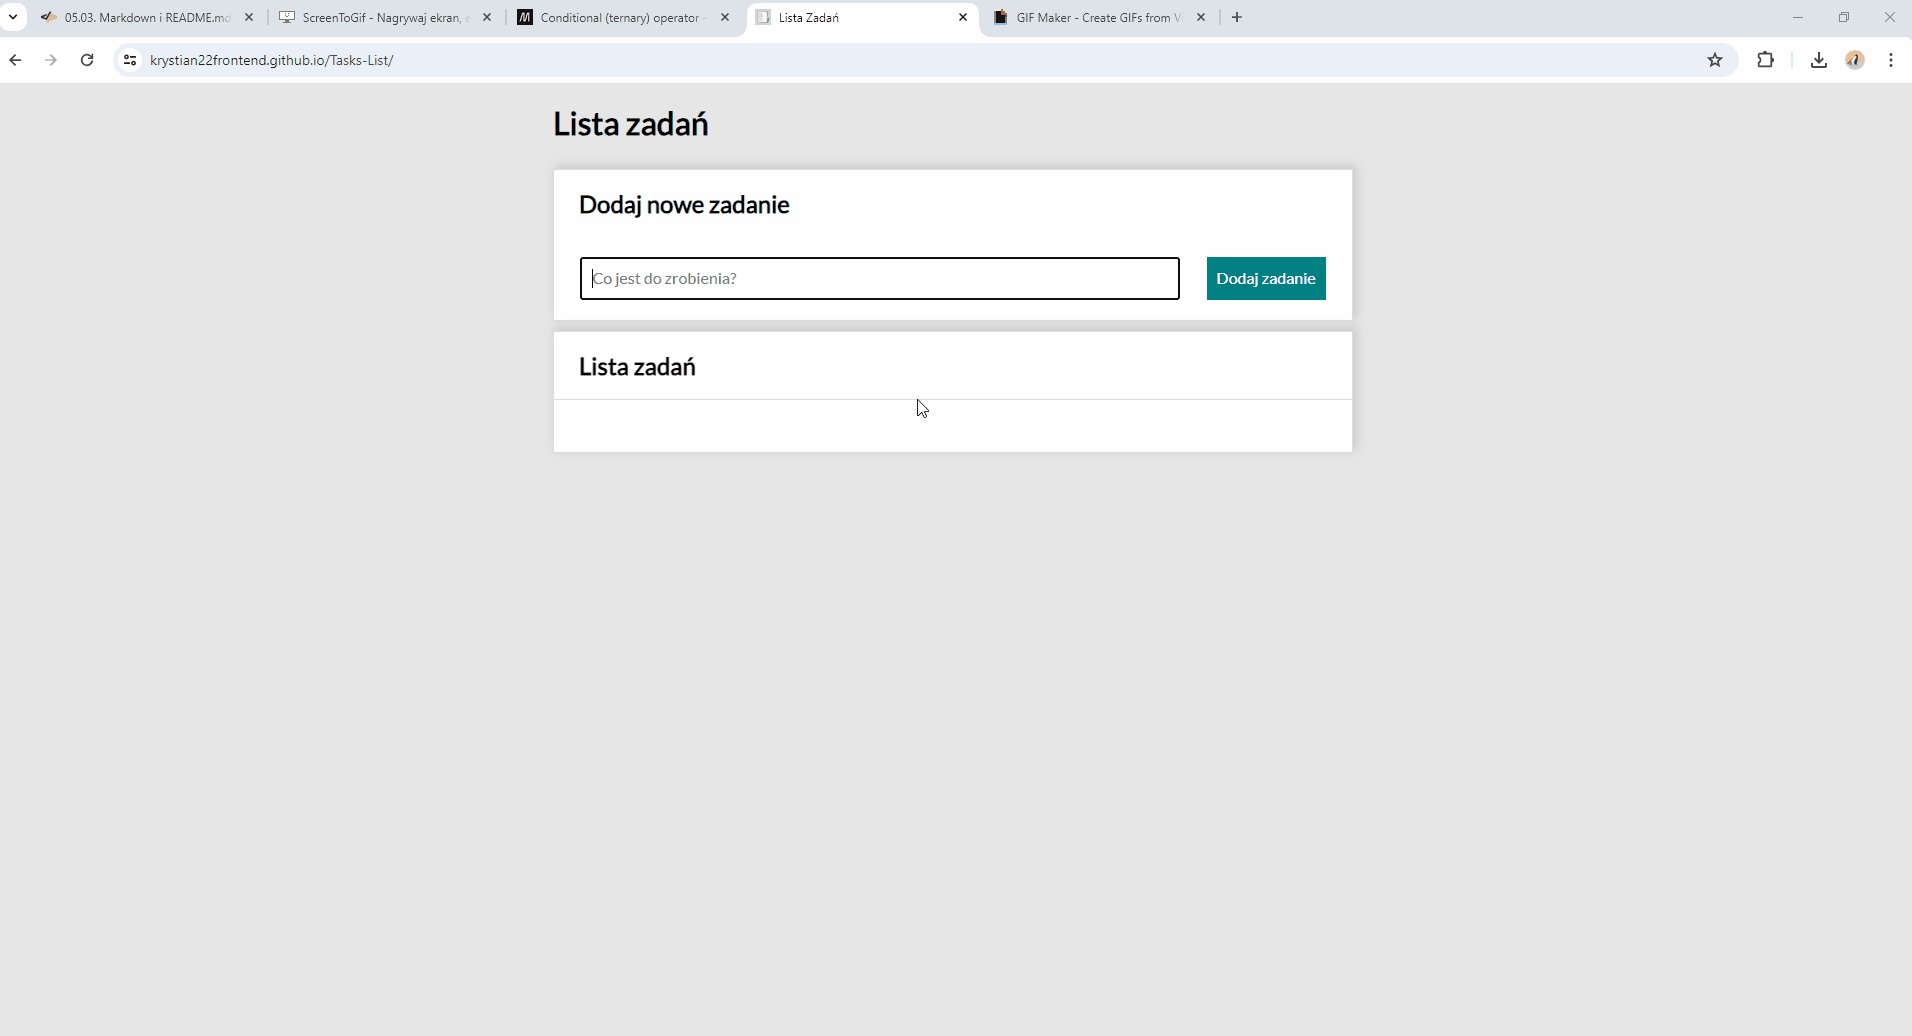 05.03. Markdown i README.md
ScreenToGif - Nagrywaj ekran,
Conditional (ternary) operator -
Lista Zadań
GIF Maker - Create GIFs from
krystian22frontend.github.io/Tasks-List/
Lista zadań
Dodaj nowe zadanie
Co jest do zrobienia?
Dodaj zadanie
Lista zadań